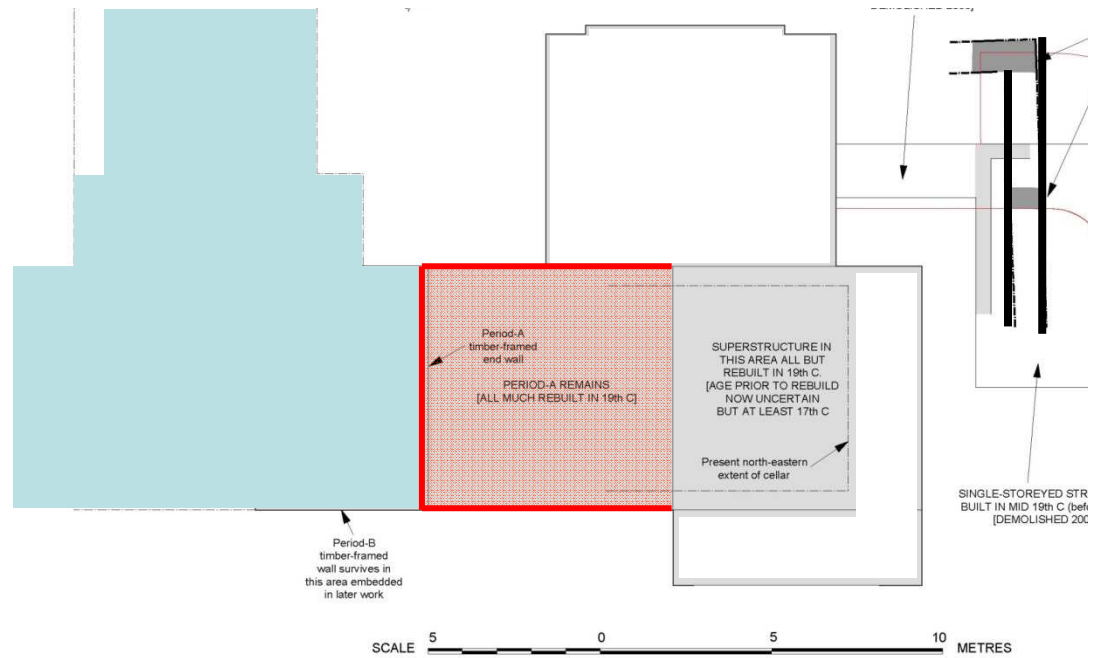 DEMOLISHED
Period-A
timber-framed
end wall
PERIOD-A REMAINS
[ALL MUCH REBUILT IN 19th C]
SUPERSTRUCTURE IN
THIS AREA ALL BUT
REBUILT IN 19th C.
[AGE PRIOR TO REBUILD
NOW UNCERTAIN
BUT AT LEAST 17th C
Present north-eastern
extent of cellar
SINGLE-STOREYED STR
BUILT IN MID 19th C (befo
[DEMOLISHED 200
Period-B
timber-framed
wall survives in
this area embedded
in later work
SCALE 5 0 5 10 METRES